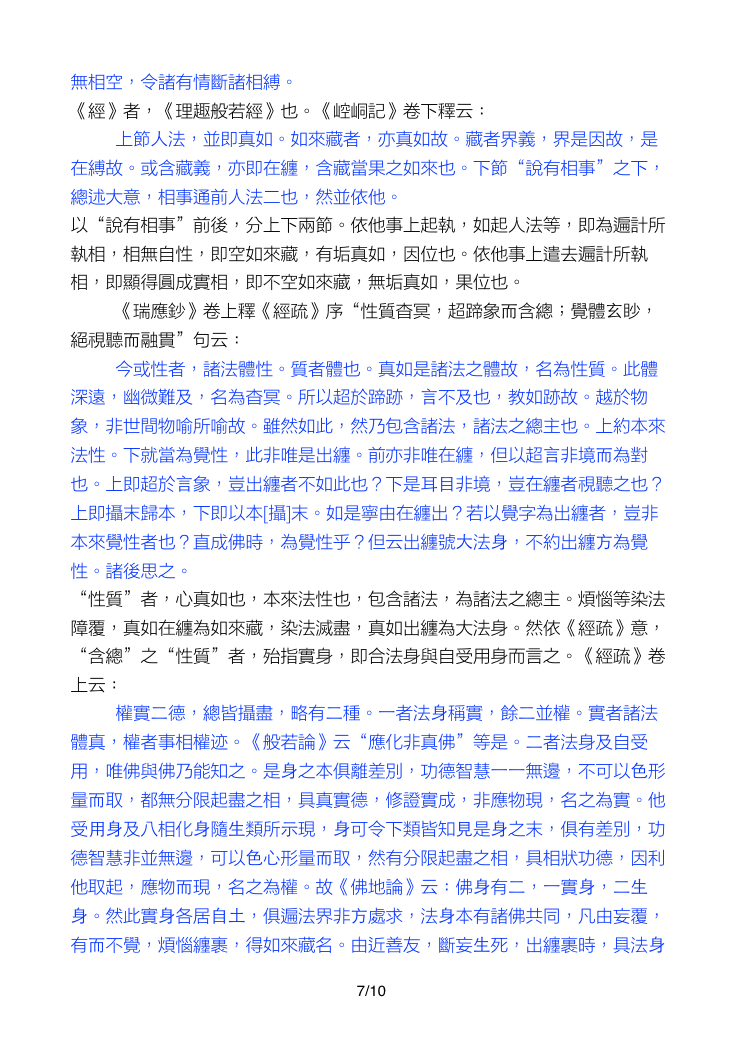 無相空，令諸有情斷諸相縛。
《經》者，《理趣般若經》也。《崆峒記》卷下釋云：
上節人法，並即真如。如來藏者，亦真如故。藏者界義，界是因故，是
在縛故。或含藏義，亦即在纏，含藏當果之如來也。下節“說有相事”之下，
總述大意，相事通前人法二也，然並依他。
以“說有相事”前後，分上下兩節。依他事上起執，如起人法等，即為遍計所
執相，相無自性，即空如來藏，有垢真如，因位也。依他事上遣去遍計所執
相，即顯得圓成實相，即不空如來藏，無垢真如，果位也。
《瑞應鈔》卷上釋《經疏》序“性質杳冥，超蹄象而含總；覺體玄眇，
絕視聽而融貫”句云：
今或性者，諸法體性。質者體也。真如是諸法之體故，名為性質。此體
深遠，幽微難及，名為杳冥。所以超於蹄跡，言不及也，教如跡故。越於物
象，非世間物喻所喻故。雖然如此，然乃包含諸法，諸法之總主也。上約本來
法性。下就當為覺性，此非唯是出纏。前亦非唯在纏，但以超言非境而為對
也。上即超於言象，豈出纏者不如此也？下是耳目非境，豈在纏者視聽之也？
上即攝末歸本，下即以本[攝]末。如是寧由在纏出？若以覺字為出纏者，豈非
本來覺性者也？直成佛時，為覺性乎？但云出纏號大法身，不約出纏方為覺
性。諸後思之。
“性質”者，心真如也，本來法性也，包含諸法，為諸法之總主。煩惱等染法
障覆，真如在纏為如來藏，染法滅盡，真如出纏為大法身。然依《經疏》意，
“含總”之“性質”者，殆指實身，即合法身與自受用身而言之。《經疏》卷
上云：
權實二德，總皆攝盡，略有二種。一者法身稱實，餘二並權。實者諸法
體真，權者事相權迹。《般若論》云“應化非真佛”等是。二者法身及自受
用，唯佛與佛乃能知之。是身之本俱離差別，功德智慧一一無邊，不可以色形
量而取，都無分限起盡之相，具真實德，修證實成，非應物現，名之為實。他
受用身及八相化身隨生類所示現，身可令下類皆知見是身之末，俱有差別，功
德智慧非並無邊，可以色心形量而取，然有分限起盡之相，具相狀功德，因利
他取起，應物而現，名之為權。故《佛地論》云：佛身有二，一實身，二生
身。然此實身各居自土，俱遍法界非方處求，法身本有諸佛共同，凡由妄覆，
有而不覺，煩惱纏裹，得如來藏名。由近善友，斷妄生死，出纏裹時，具法身
7/10